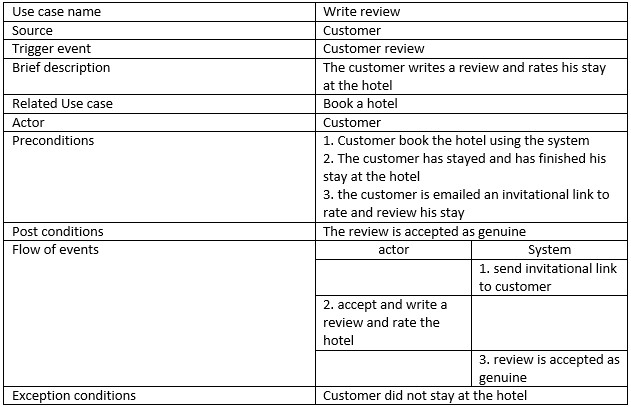 Use case name Write review
Source Customer
Trigger event Customer review
Brief description The customer writes a review and rates his stay
at the hotel
Related Use case Book a hotel
Actor Customer
Preconditions 1. Customer book the hotel using the system
2. The customer has stayed and has finished his
stay at the hotel
3. the customer is emailed an invitational link to
rate and review his stay
Post conditions The review is accepted as genuine
Flow of events actor System
1. send invitational link
to customer
2. accept and write a
review and rate the
hotel
3. review is accepted as
genuine
Exception conditions Customer did not stay at the hotel